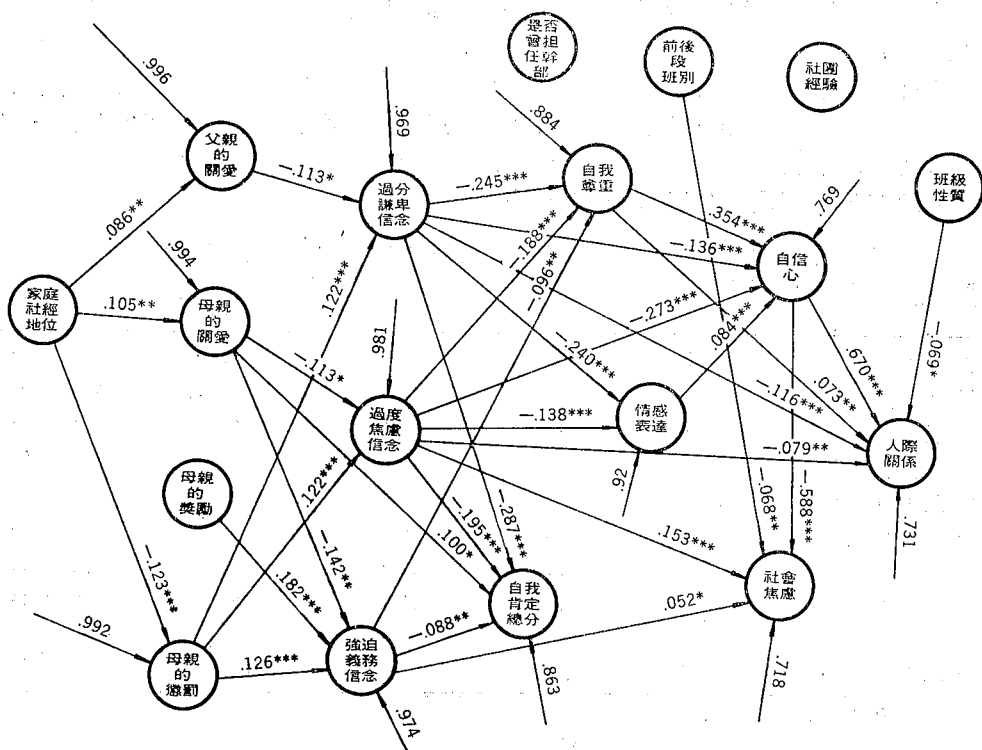 是否
曾担
任幹
部
前後
段
班別
社團
經驗
.996
.969
.884
父親
的
關愛
−.113*
過分
謙卑
信念
−.245***
自我
尊重
.769
班級
性質
.086**
.354***
−.188***
−.136***
自信
心
.994
.122***
−.096**
家庭
社經
地位
.105**
母親
的
關愛
.981
−.273***
.084***
−.113*
−.240***
.670***
−.069*
過度
焦慮
信念
−.138***
情感
表達
.073**
−.116***
−.079**
人際
關係
母親
的
獎勵
.122***
.92
−.068**
−.588***
−.195***
−.287***
.100*
.153***
.731
−.123***
.182***
−.142**
自我
肯定
總分
社會
焦慮
.052*
.992
−.088**
母親
的
懲罰
.126***
強迫
義務
信念
.863
.718
.974